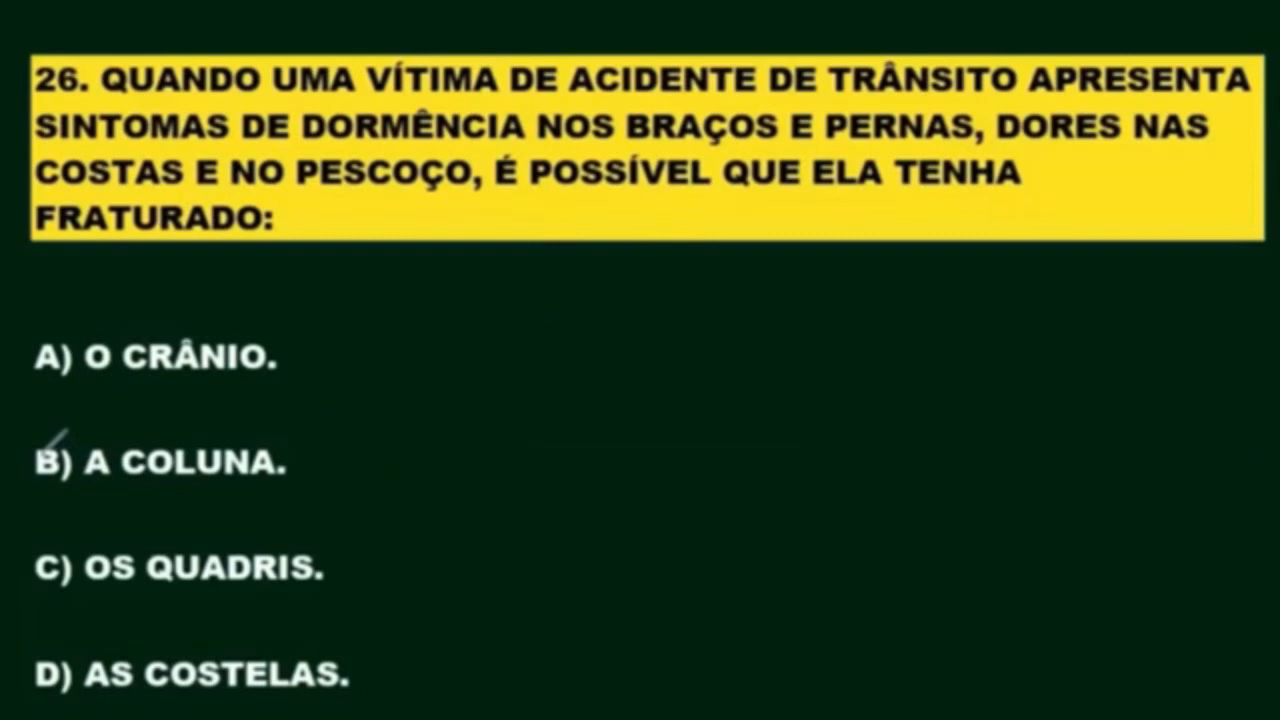 26. QUANDO UMA VÍTIMA DE ACIDENTE DE TRÂNSITO APRESENTA
SINTOMAS DE DORMÊNCIA NOS BRAÇOS E PERNAS, DORES NAS
COSTAS E NO PESCOÇO, É POSSÍVEL QUE ELA TENHA
FRATURADO:
A) O CRÂNIO.
B) A COLUNA.
C) OS QUADRIS.
D) AS COSTELAS.